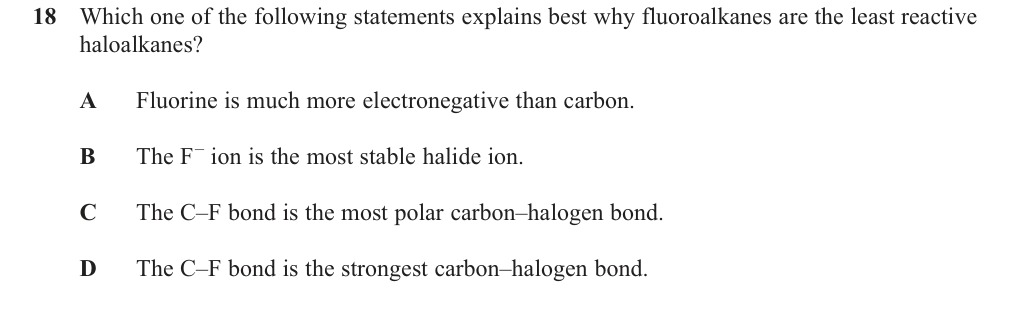 18 Which one of the following statements explains best why fluoroalkanes are the least reactive
haloalkanes?
A Fluorine is much more electronegative than carbon.
B The F⁻ ion is the most stable halide ion.
C The C–F bond is the most polar carbon–halogen bond.
D The C–F bond is the strongest carbon–halogen bond.